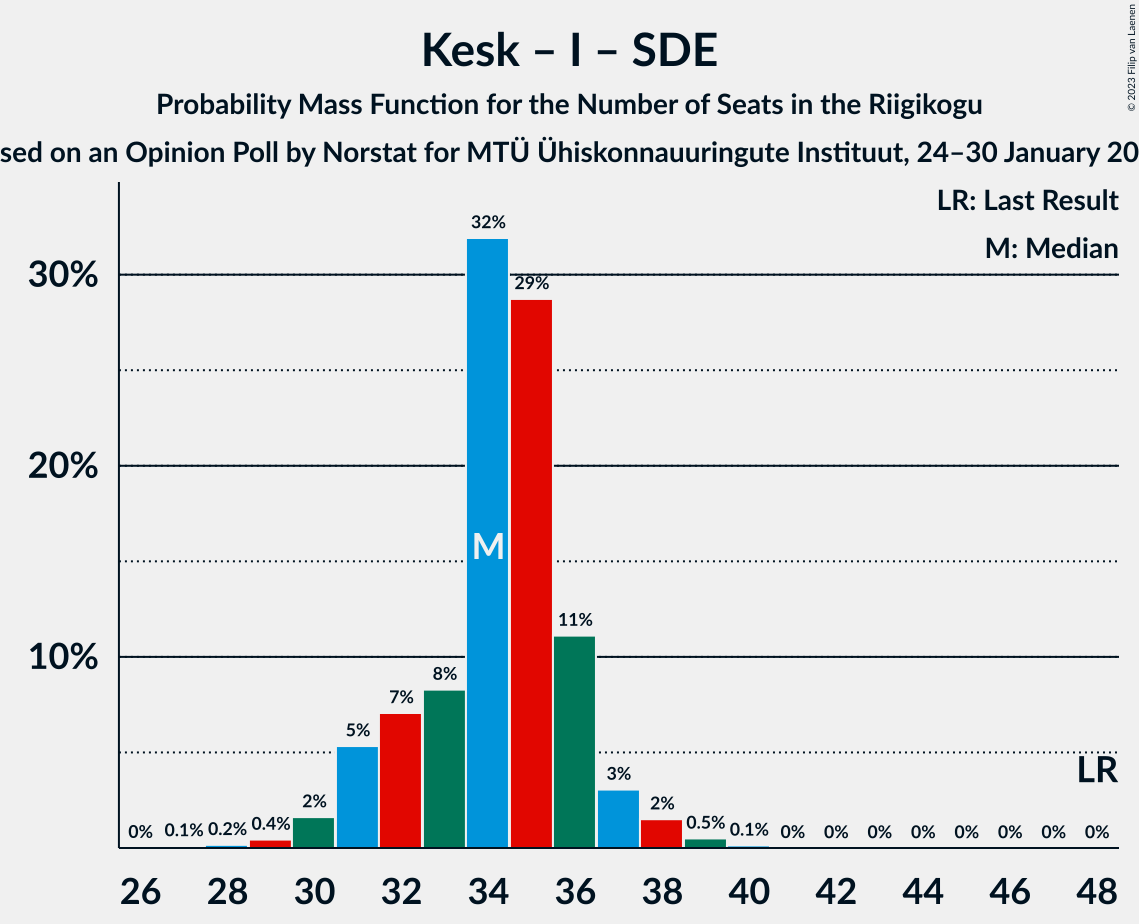 Kesk – I – SDE
Probability Mass Function for the Number of Seats in the Riigikogu
sed on an Opinion Poll by Norstat for MTÜ Ühiskonnauuringute Instituut, 24–30 January 20
© 2023 Filip van Laenen
LR: Last Result
M: Median
30%
20%
10%
0% 0.1% 0.2% 0.4% 2% 5% 7% 8% 32% 29% 11% 3% 2% 0.5% 0.1% 0% 0% 0% 0% 0% 0% 0% 0%
M
LR
26 28 30 32 34 36 38 40 42 44 46 48